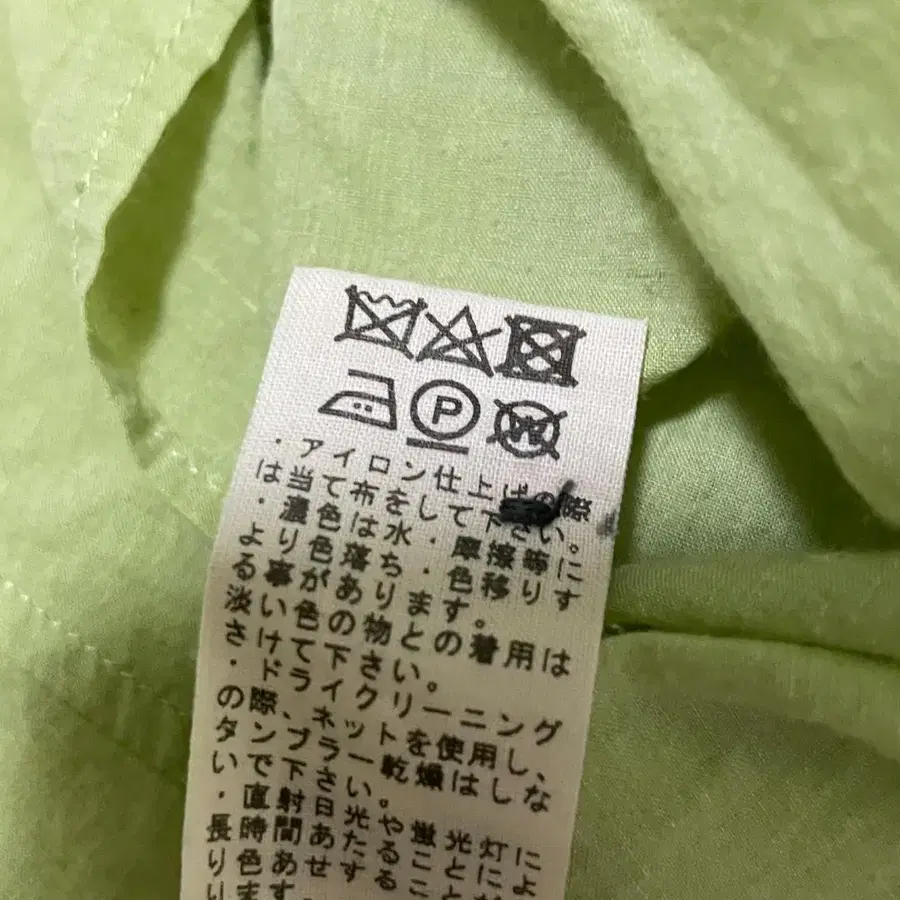 P
W
・アイロン仕上げの際
は当て布をして下さい。
・濃色は水・摩擦等に
より色落ち・色移りす
る事があります。
淡い色の物との着用は
さけて下さい。
・ドライクリーニング
の際、ネットを使用し、
タンブラー乾燥はしな
いで下さい。
・直射日光や蛍光灯に
長時間あたることによ
り色あせすることが
ります。